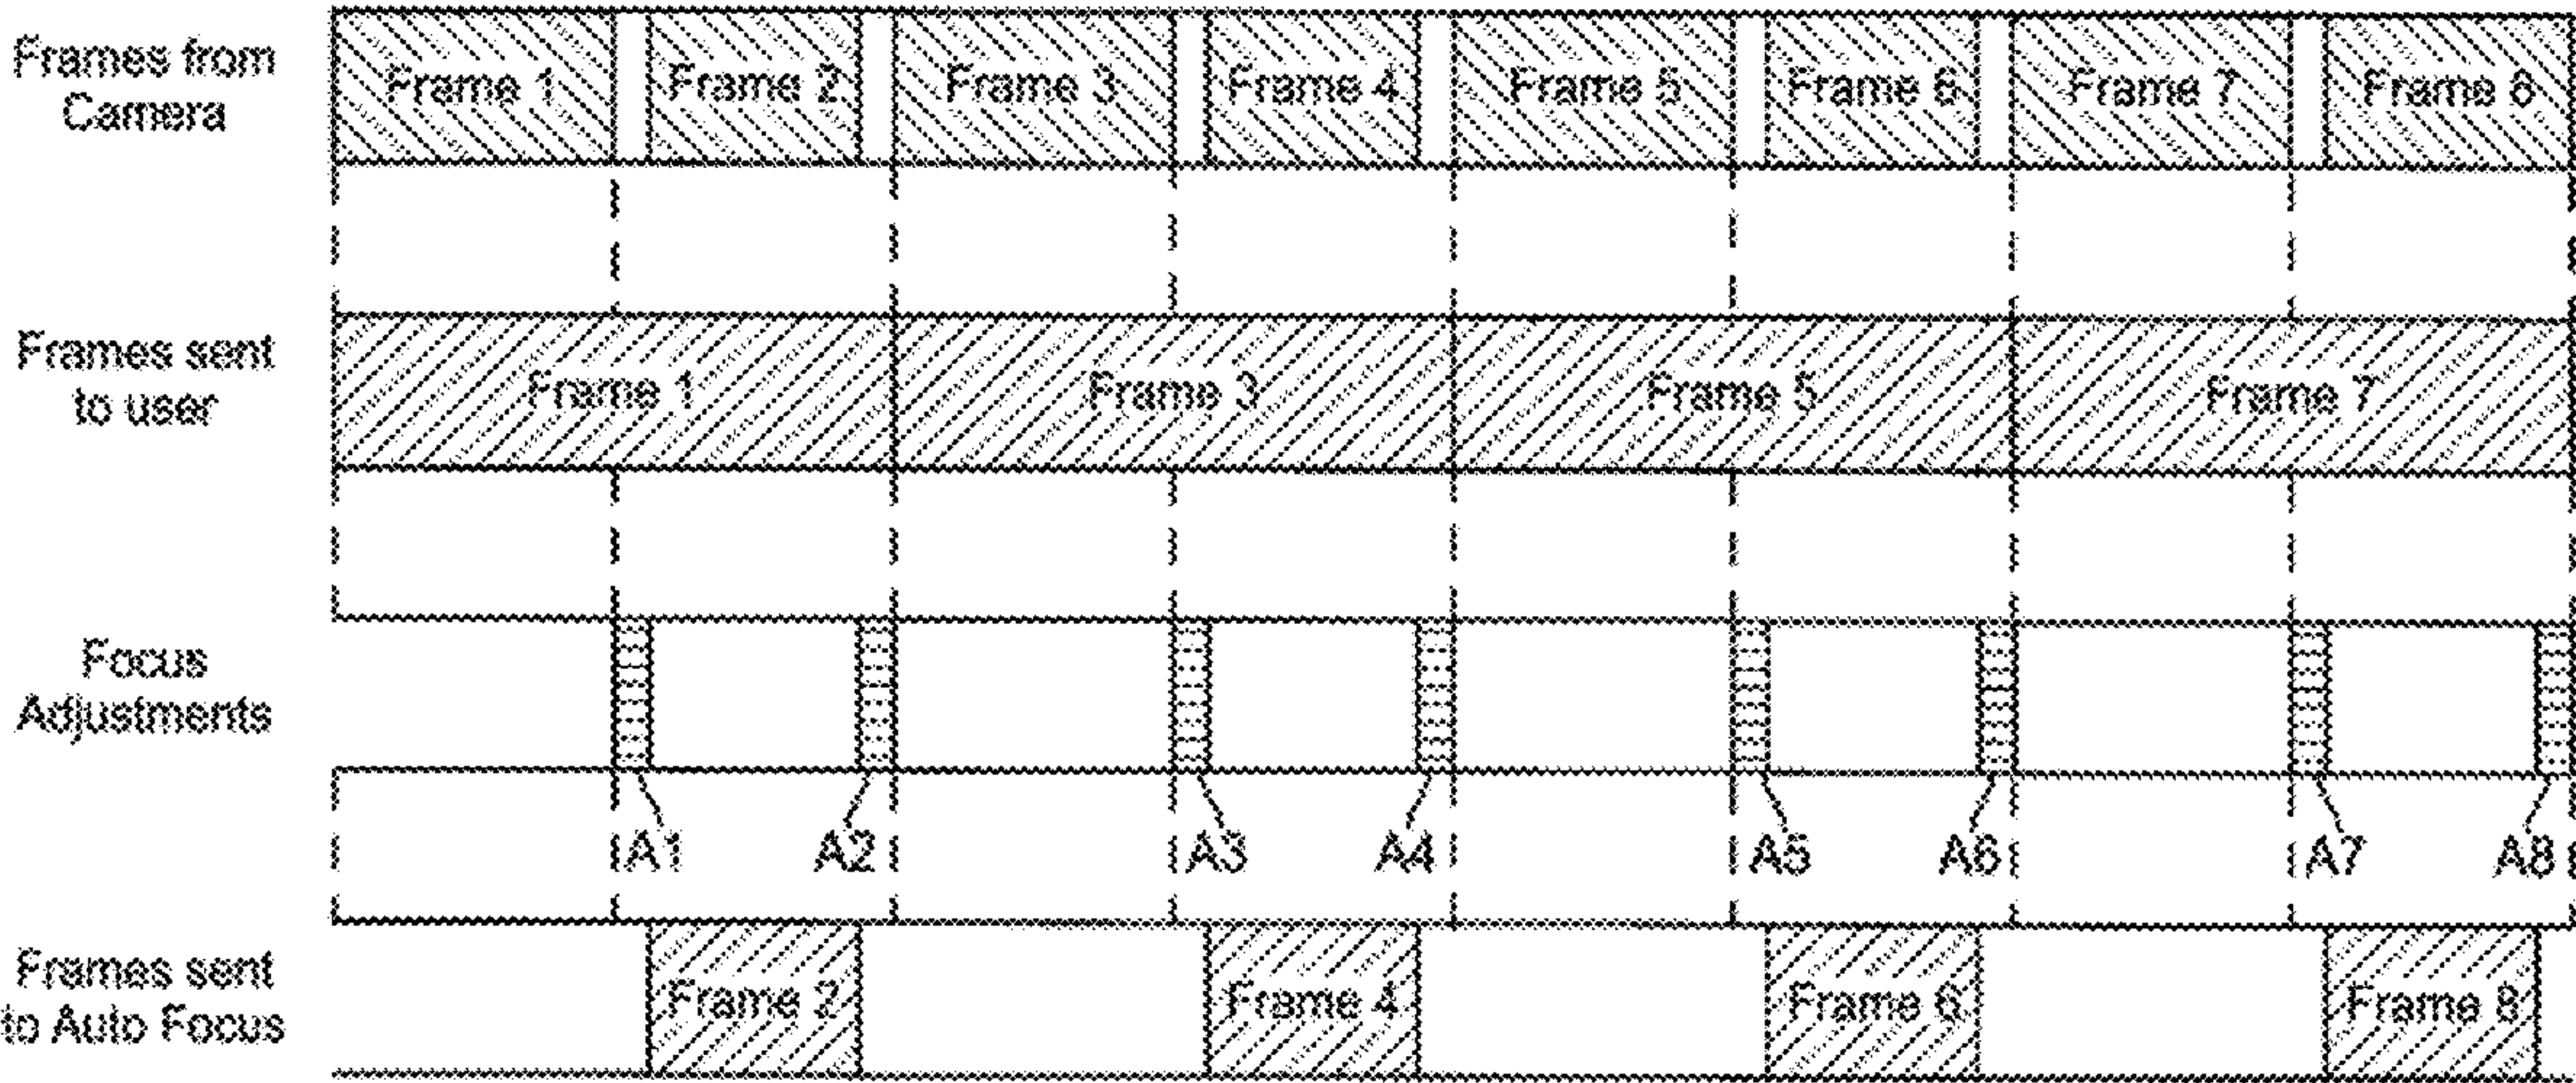 Frames from
Camera
Frame 1
Frame 2
Frame 3
Frame 4
Frame 5
Frame 6
Frame 7
Frame 8
Frames sent
to user
Frame 1
Frame 3
Frame 5
Frame 7
Focus
Adjustments
A1
A2
A3
A4
A5
A6
A7
A8
Frames sent
to Auto Focus
Frame 2
Frame 4
Frame 6
Frame 8